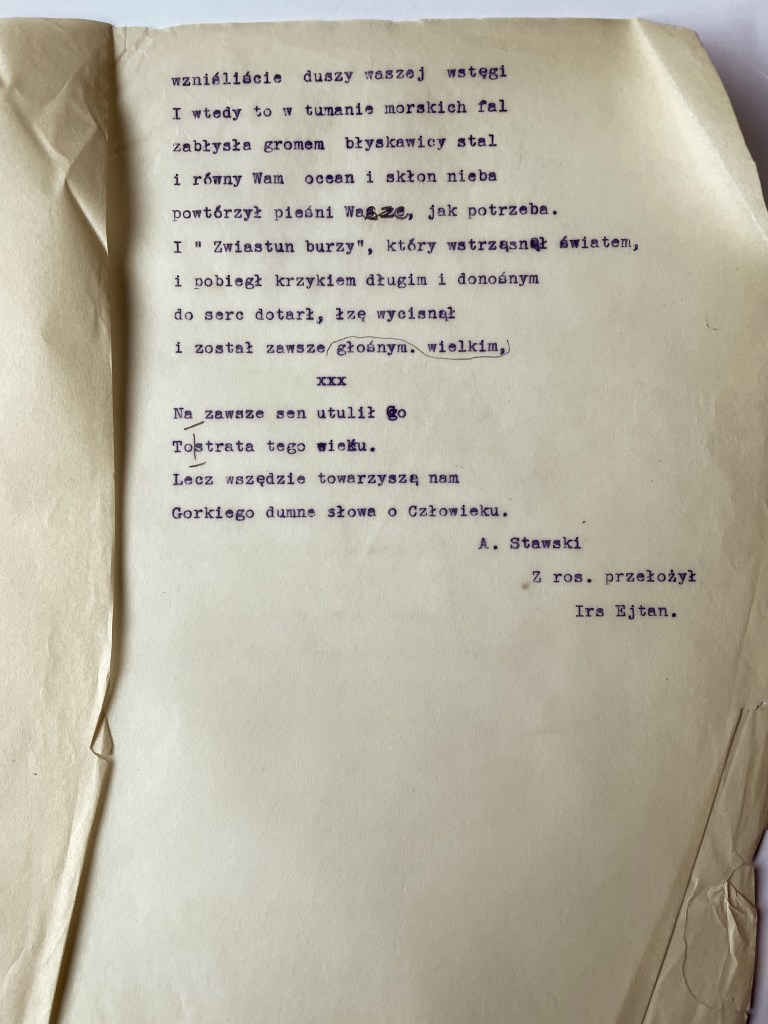 wzniéliście duszy waszej wstęgi
I wtedy to w tumanie morskich fal
zabłysła gromem błyskawicy stal
i równy Wam ocean i skłon nieba
powtórzył pieśni Wasze, jak potrzeba.
I " Zwiastun burzy", który wstrząsnął światem,
i pobiegł krzykiem długim i donośnym
do serc dotarł, łzę wycisnął
i został zawsze głośnym. wielkim,
xxx
Na zawsze sen utulił go
To strata tego wieku.
Lecz wszędzie towarzyszą nam
Gorkiego dumne słowa o Człowieku.
A. Stawski
Z ros. przełożył
Irs Ejtan.